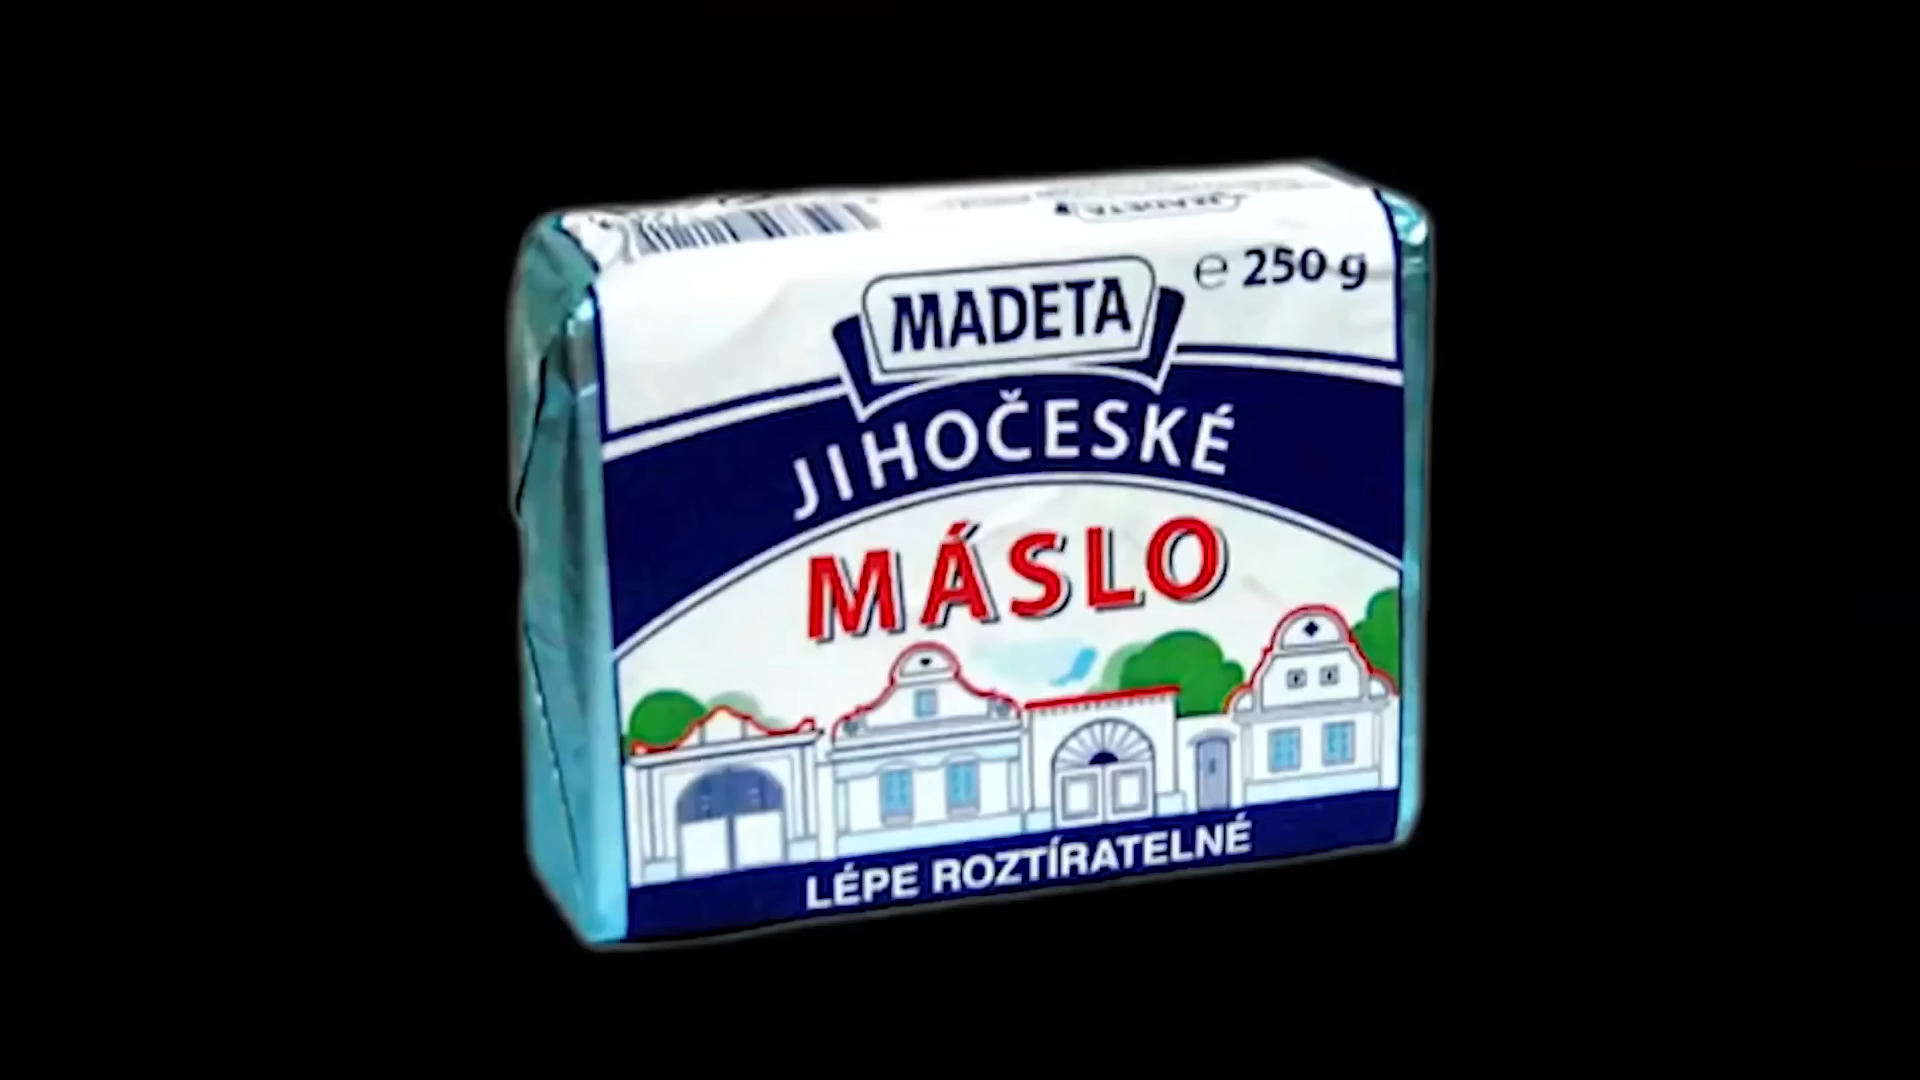 MADETA
℮ 250 g
JIHOČESKÉ
MÁSLO
LÉPE ROZTÍRATELNÉ